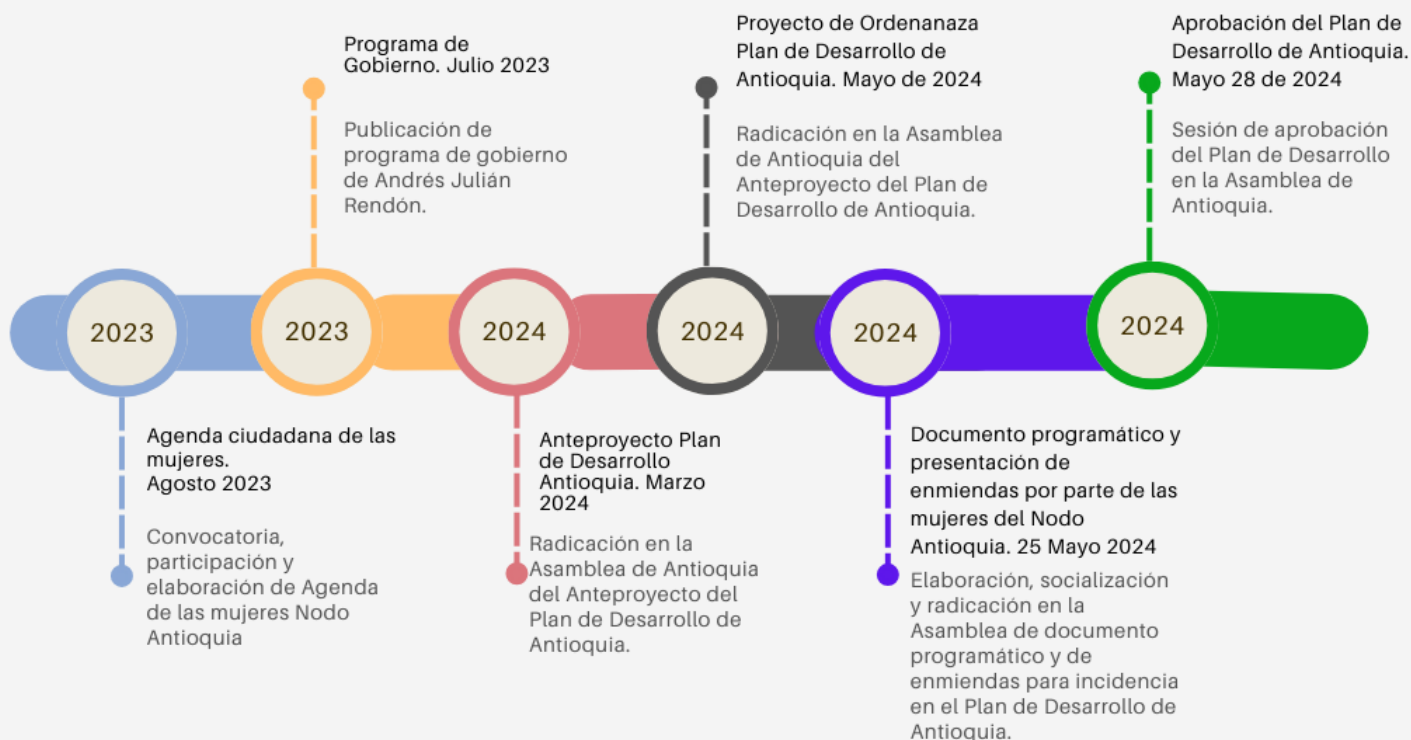 Programa de
Gobierno. Julio 2023
Publicación de
programa de gobierno
de Andrés Julián
Rendón.
Proyecto de Ordenanaza
Plan de Desarrollo de
Antioquia. Mayo de 2024
Radicación en la Asamblea
de Antioquia del
Anteproyecto del Plan de
Desarrollo de Antioquia.
Aprobación del Plan de
Desarrollo de Antioquia.
Mayo 28 de 2024
Sesión de aprobación
del Plan de Desarrollo
en la Asamblea de
Antioquia.
2023
2023
2024
2024
2024
2024
Agenda ciudadana de las
mujeres.
Agosto 2023
Convocatoria,
participación y
elaboración de Agenda
de las mujeres Nodo
Antioquia
Anteproyecto Plan
de Desarrollo
Antioquia. Marzo
2024
Radicación en la
Asamblea de Antioquia
del Anteproyecto del
Plan de Desarrollo de
Antioquia.
Documento programático y
presentación de
enmiendas por parte de las
mujeres del Nodo
Antioquia. 25 Mayo 2024
Elaboración, socialización
y radicación en la
Asamblea de documento
programático y de
enmiendas para incidencia
en el Plan de Desarrollo de
Antioquia.